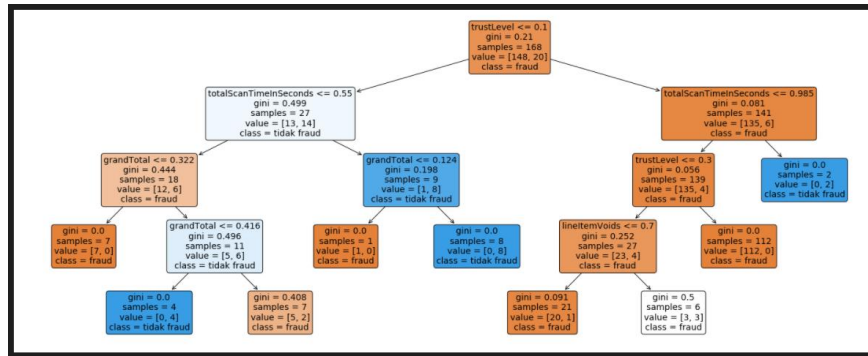 trustLevel <= 0.1
gini = 0.21
samples = 168
value = [148, 20]
class = fraud
totalScanTimeInSeconds <= 0.55
gini = 0.499
samples = 27
value = [13, 14]
class = tidak fraud
totalScanTimeInSeconds <= 0.985
gini = 0.081
samples = 141
value = [135, 6]
class = fraud
grandTotal <= 0.322
gini = 0.444
samples = 18
value = [12, 6]
class = fraud
grandTotal <= 0.124
gini = 0.198
samples = 9
value = [1, 8]
class = tidak fraud
trustLevel <= 0.3
gini = 0.056
samples = 139
value = [135, 4]
class = fraud
gini = 0.0
samples = 2
value = [0, 2]
class = tidak fraud
gini = 0.0
samples = 7
value = [7, 0]
class = fraud
grandTotal <= 0.416
gini = 0.496
samples = 11
value = [5, 6]
class = tidak fraud
gini = 0.0
samples = 1
value = [1, 0]
class = fraud
gini = 0.0
samples = 8
value = [0, 8]
class = tidak fraud
lineItemVoids <= 0.7
gini = 0.252
samples = 27
value = [23, 4]
class = fraud
gini = 0.0
samples = 112
value = [112, 0]
class = fraud
gini = 0.0
samples = 4
value = [0, 4]
class = tidak fraud
gini = 0.408
samples = 7
value = [5, 2]
class = fraud
gini = 0.091
samples = 21
value = [20, 1]
class = fraud
gini = 0.5
samples = 6
value = [3, 3]
class = fraud